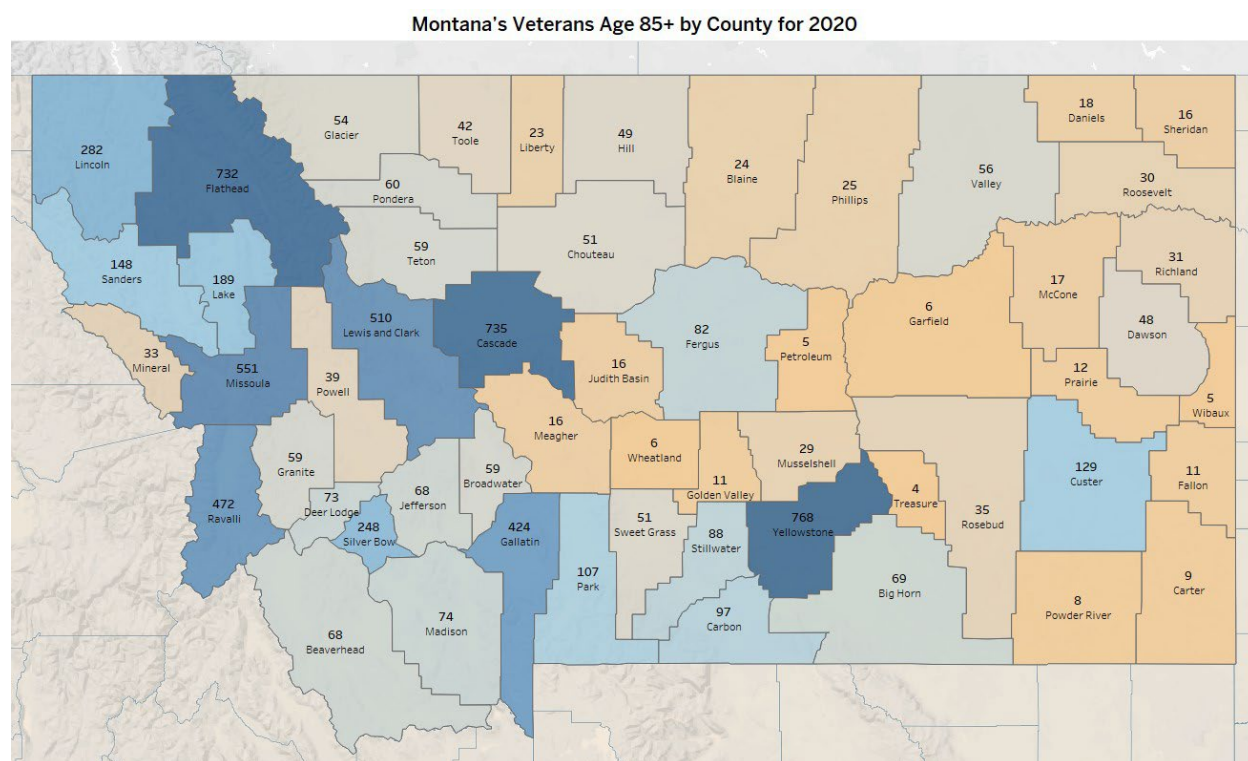 Montana's Veterans Age 85+ by County for 2020
282
Lincoln
732
Flathead
54
Glacier
42
Toole
23
Liberty
49
Hill
24
Blaine
25
Phillips
56
Valley
18
Daniels
16
Sheridan
30
Roosevelt
60
Pondera
59
Teton
51
Chouteau
148
Sanders
189
Lake
510
Lewis and Clark
735
Cascade
82
Fergus
5
Petroleum
6
Garfield
17
McCone
31
Richland
48
Dawson
33
Mineral
551
Missoula
39
Powell
16
Judith Basin
12
Prairie
5
Wibaux
16
Meagher
6
Wheatland
11
Golden Valley
29
Musselshell
59
Granite
73
Deer Lodge
68
Jefferson
59
Broadwater
4
Treasure
35
Rosebud
129
Custer
11
Fallon
472
Ravalli
248
Silver Bow
424
Gallatin
51
Sweet Grass
88
Stillwater
768
Yellowstone
107
Park
97
Carbon
69
Big Horn
8
Powder River
9
Carter
68
Beaverhead
74
Madison